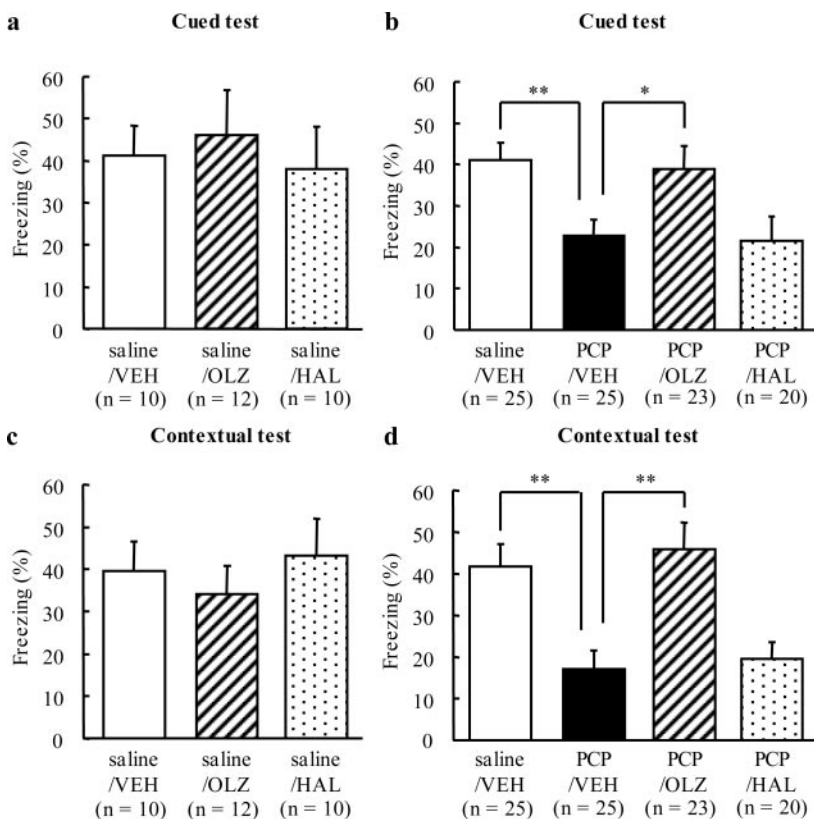 a
Cued test
60
50
40
30
20
10
0
Freezing (%)
saline
/VEH
(n = 10)
saline
/OLZ
(n = 12)
saline
/HAL
(n = 10)
b
Cued test
60
50
40
30
20
10
0
Freezing (%)
**
*
saline
/VEH
(n = 25)
PCP
/VEH
(n = 25)
PCP
/OLZ
(n = 23)
PCP
/HAL
(n = 20)
c
Contextual test
60
50
40
30
20
10
0
Freezing (%)
saline
/VEH
(n = 10)
saline
/OLZ
(n = 12)
saline
/HAL
(n = 10)
d
Contextual test
60
50
40
30
20
10
0
Freezing (%)
**
**
saline
/VEH
(n = 25)
PCP
/VEH
(n = 25)
PCP
/OLZ
(n = 23)
PCP
/HAL
(n = 20)